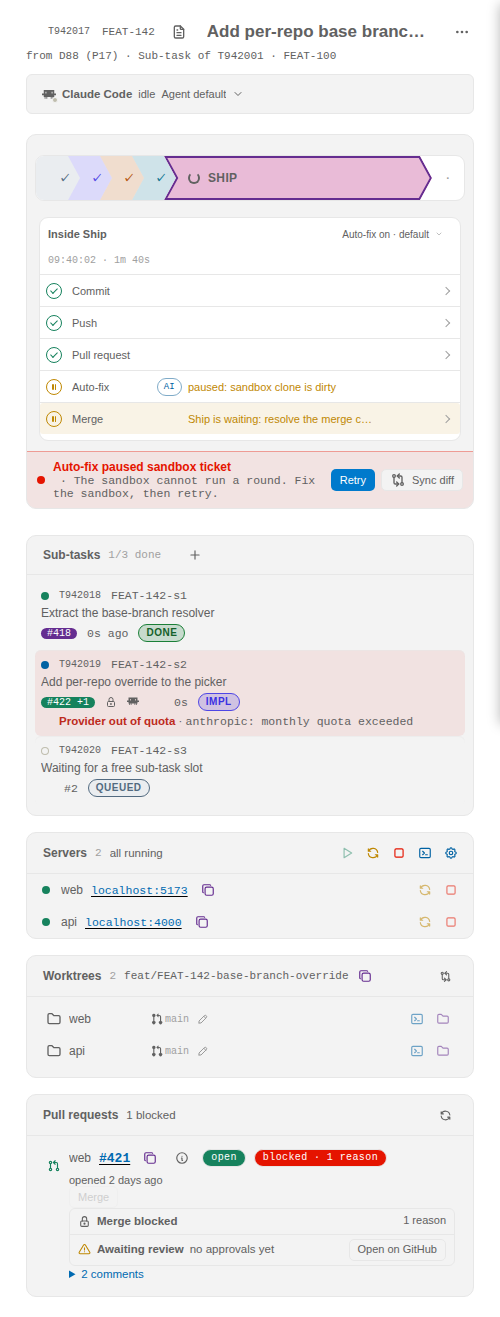 T942017 FEAT-142 Add per-repo base branc…
from D88 (P17) · Sub-task of T942001 · FEAT-100
Claude Code idle Agent default
SHIP
Inside Ship Auto-fix on · default
09:40:02 · 1m 40s
Commit
Push
Pull request
Auto-fix AI paused: sandbox clone is dirty
Merge Ship is waiting: resolve the merge c…
Auto-fix paused sandbox ticket
· The sandbox cannot run a round. Fix
the sandbox, then retry.
Retry Sync diff
Sub-tasks 1/3 done
T942018 FEAT-142-s1
Extract the base-branch resolver
#418 0s ago DONE
T942019 FEAT-142-s2
Add per-repo override to the picker
#422 +1 0s IMPL
Provider out of quota · anthropic: monthly quota exceeded
T942020 FEAT-142-s3
Waiting for a free sub-task slot
#2 QUEUED
Servers 2 all running
web localhost:5173
api localhost:4000
Worktrees 2 feat/FEAT-142-base-branch-override
web main
api main
Pull requests 1 blocked
web #421 open blocked · 1 reason
opened 2 days ago
Merge
Merge blocked 1 reason
Awaiting review no approvals yet Open on GitHub
2 comments